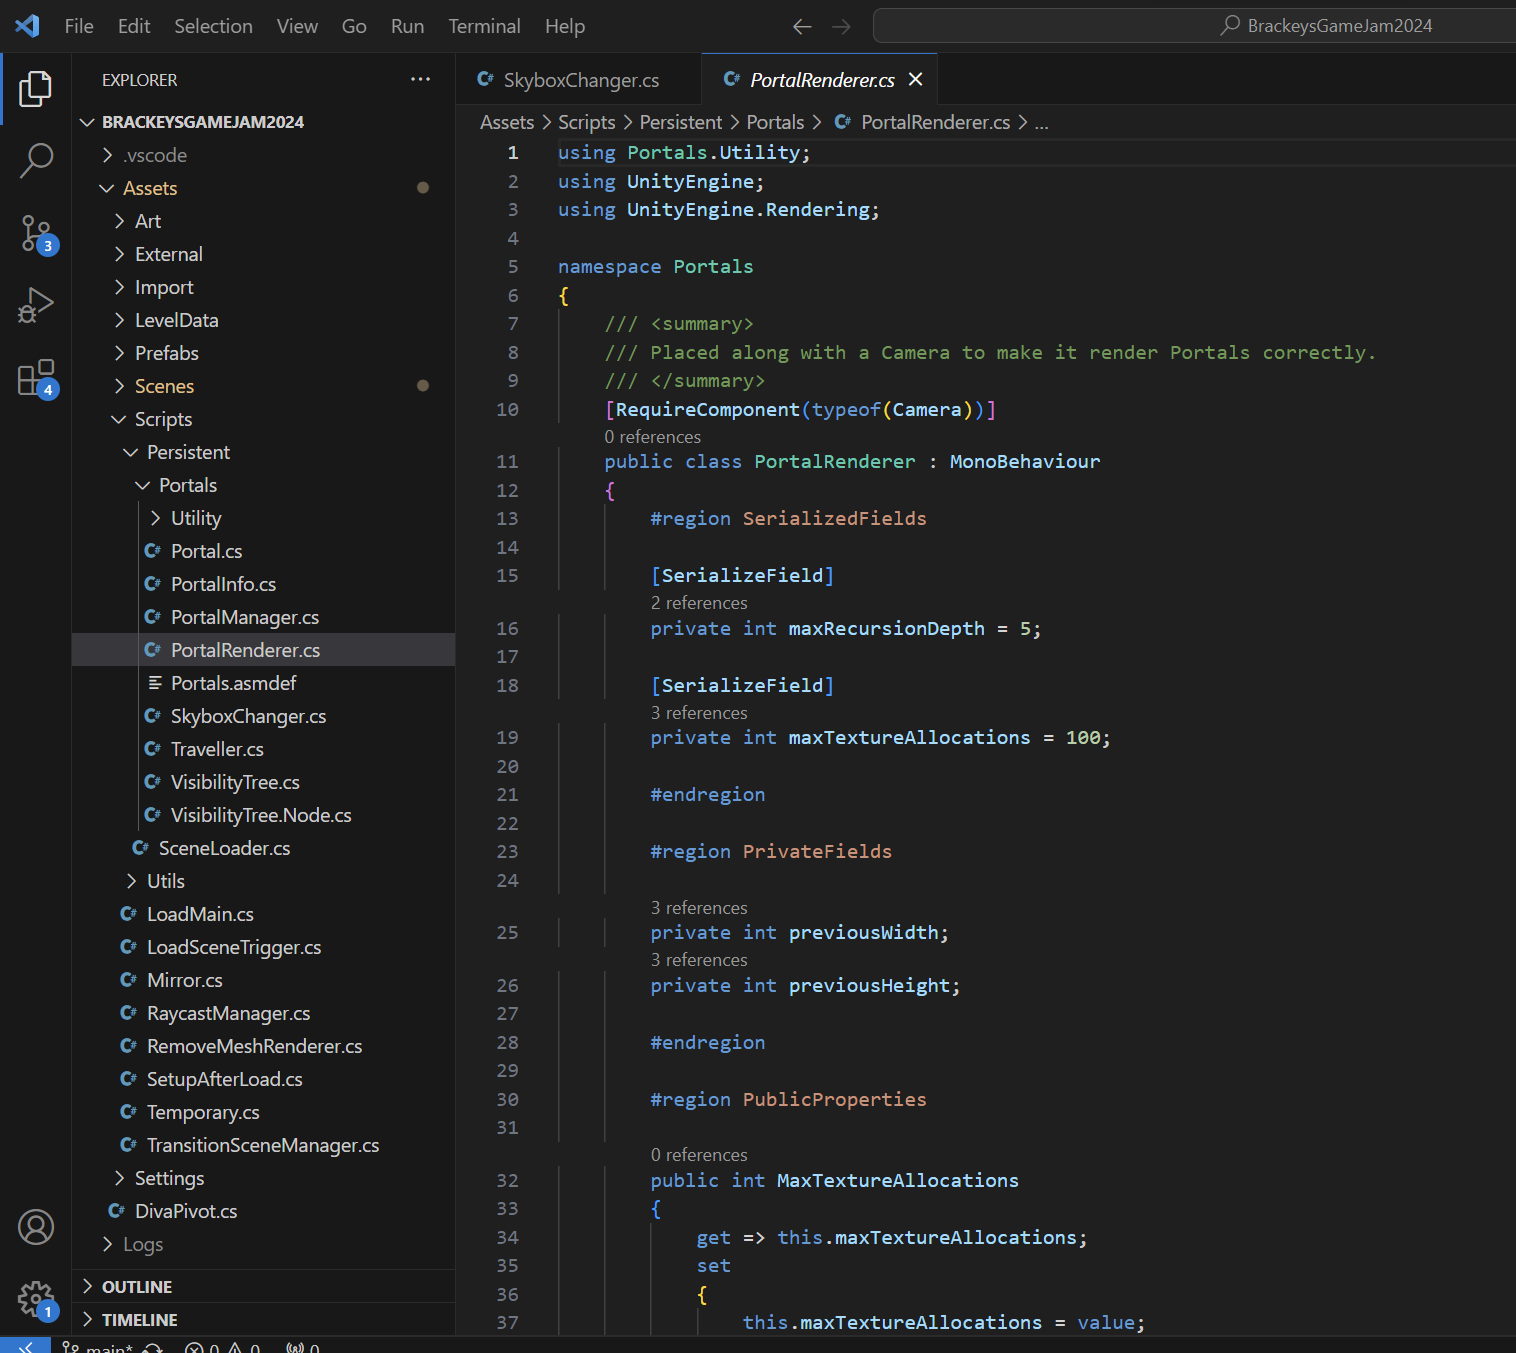 File Edit Selection View Go Run Terminal Help
BrackeysGameJam2024
EXPLORER
BRACKEYSGAMEJAM2024
.vscode
Assets
Art
External
Import
LevelData
Prefabs
Scenes
Scripts
Persistent
Portals
Utility
C# Portal.cs
C# PortalInfo.cs
C# PortalManager.cs
C# PortalRenderer.cs
Portals.asmdef
C# SkyboxChanger.cs
C# Traveller.cs
C# VisibilityTree.cs
C# VisibilityTree.Node.cs
C# SceneLoader.cs
Utils
C# LoadMain.cs
C# LoadSceneTrigger.cs
C# Mirror.cs
C# RaycastManager.cs
C# RemoveMeshRenderer.cs
C# SetupAfterLoad.cs
C# Temporary.cs
C# TransitionSceneManager.cs
Settings
C# DivaPivot.cs
Logs
OUTLINE
TIMELINE
3
4
1
C# SkyboxChanger.cs
C# PortalRenderer.cs
Assets > Scripts > Persistent > Portals > C# PortalRenderer.cs > ...
1 using Portals.Utility;
2 using UnityEngine;
3 using UnityEngine.Rendering;
4
5 namespace Portals
6 {
7 /// <summary>
8 /// Placed along with a Camera to make it render Portals correctly.
9 /// </summary>
10 [RequireComponent(typeof(Camera))]
0 references
11 public class PortalRenderer : MonoBehaviour
12 {
13 #region SerializedFields
14
15 [SerializeField]
2 references
16 private int maxRecursionDepth = 5;
17
18 [SerializeField]
3 references
19 private int maxTextureAllocations = 100;
20
21 #endregion
22
23 #region PrivateFields
24
3 references
25 private int previousWidth;
3 references
26 private int previousHeight;
27
28 #endregion
29
30 #region PublicProperties
31
0 references
32 public int MaxTextureAllocations
33 {
34 get => this.maxTextureAllocations;
35 set
36 {
37 this.maxTextureAllocations = value;
main* 0 0 0